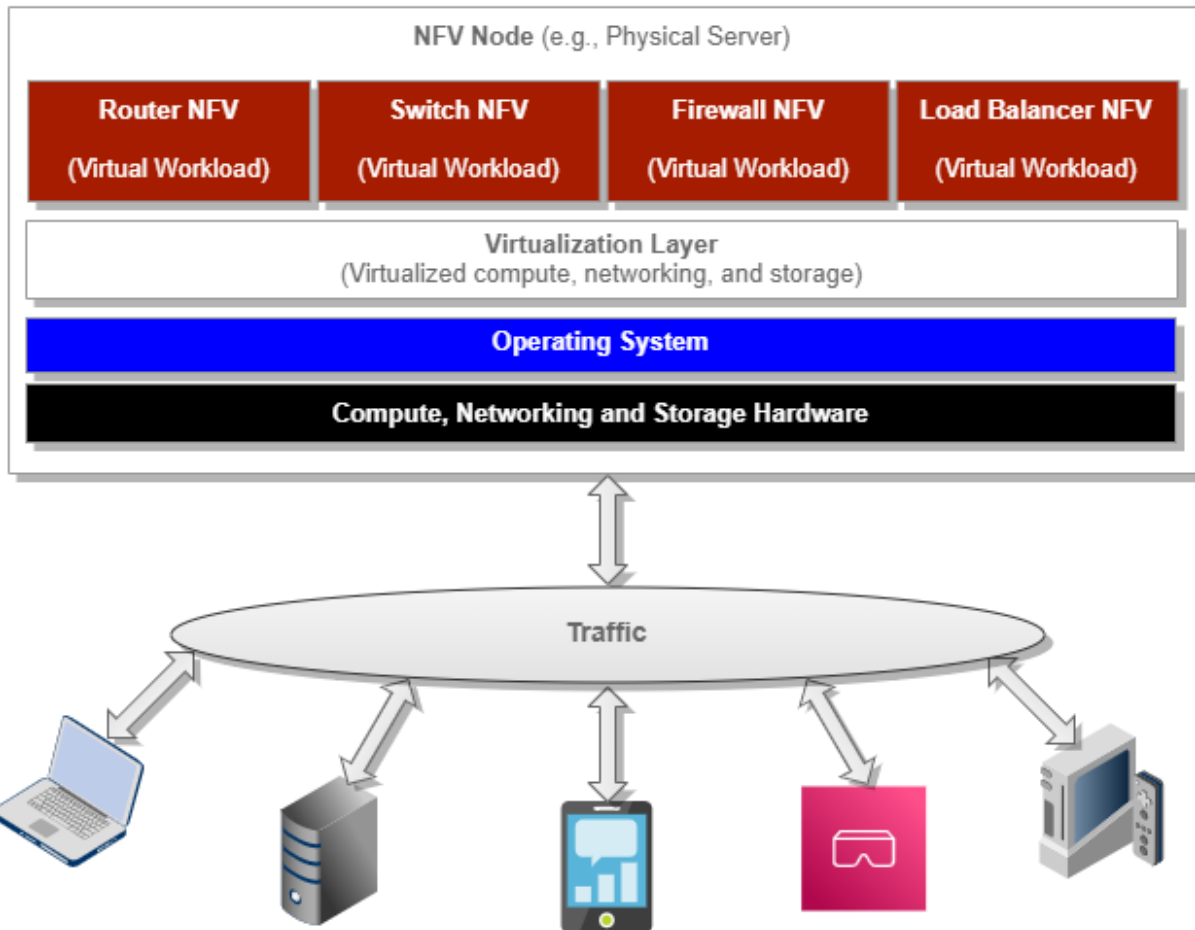 NFV Node (e.g., Physical Server)
Router NFV
(Virtual Workload)
Switch NFV
(Virtual Workload)
Firewall NFV
(Virtual Workload)
Load Balancer NFV
(Virtual Workload)
Virtualization Layer
(Virtualized compute, networking, and storage)
Operating System
Compute, Networking and Storage Hardware
Traffic